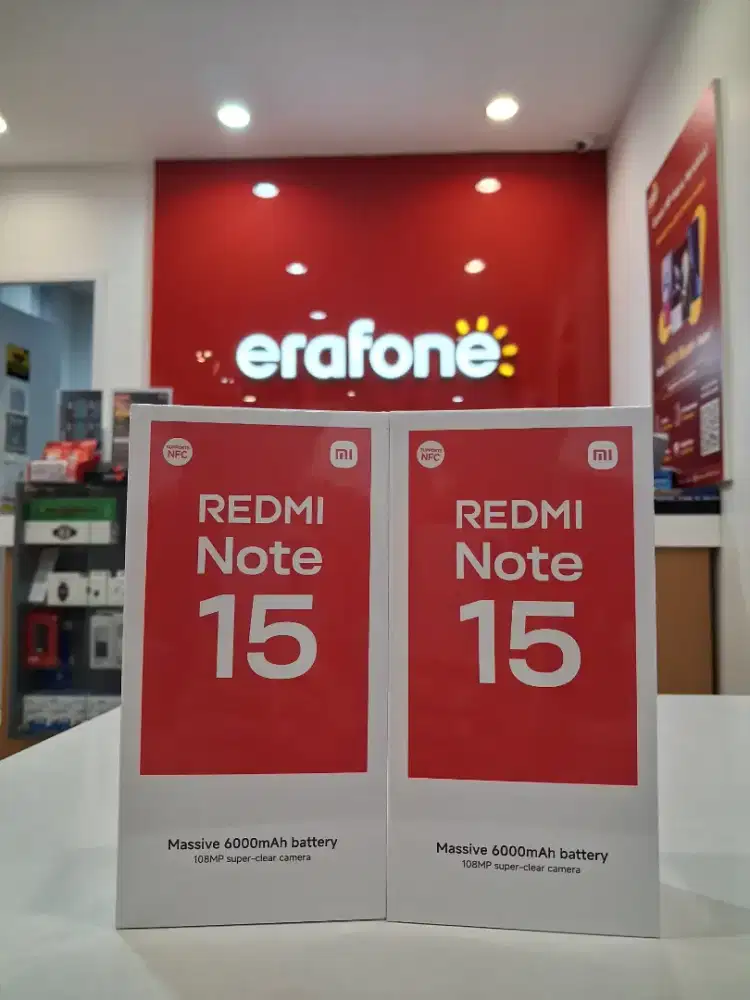 erafone
SUPPORTS
NFC
mi
REDMI
Note
15
Massive 6000mAh battery
108MP super-clear camera
SUPPORTS
NFC
mi
REDMI
Note
15
Massive 6000mAh battery
108MP super-clear camera